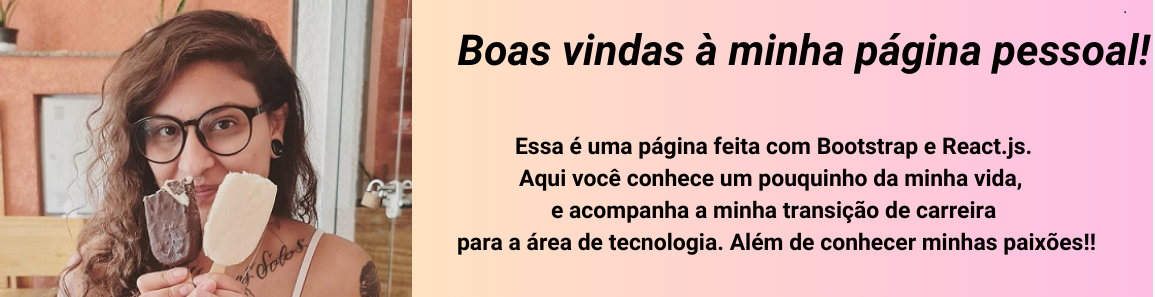 Boas vindas à minha página pessoal!
Essa é uma página feita com Bootstrap e React.js.
Aqui você conhece um pouquinho da minha vida,
e acompanha a minha transição de carreira
para a área de tecnologia. Além de conhecer minhas paixões!!